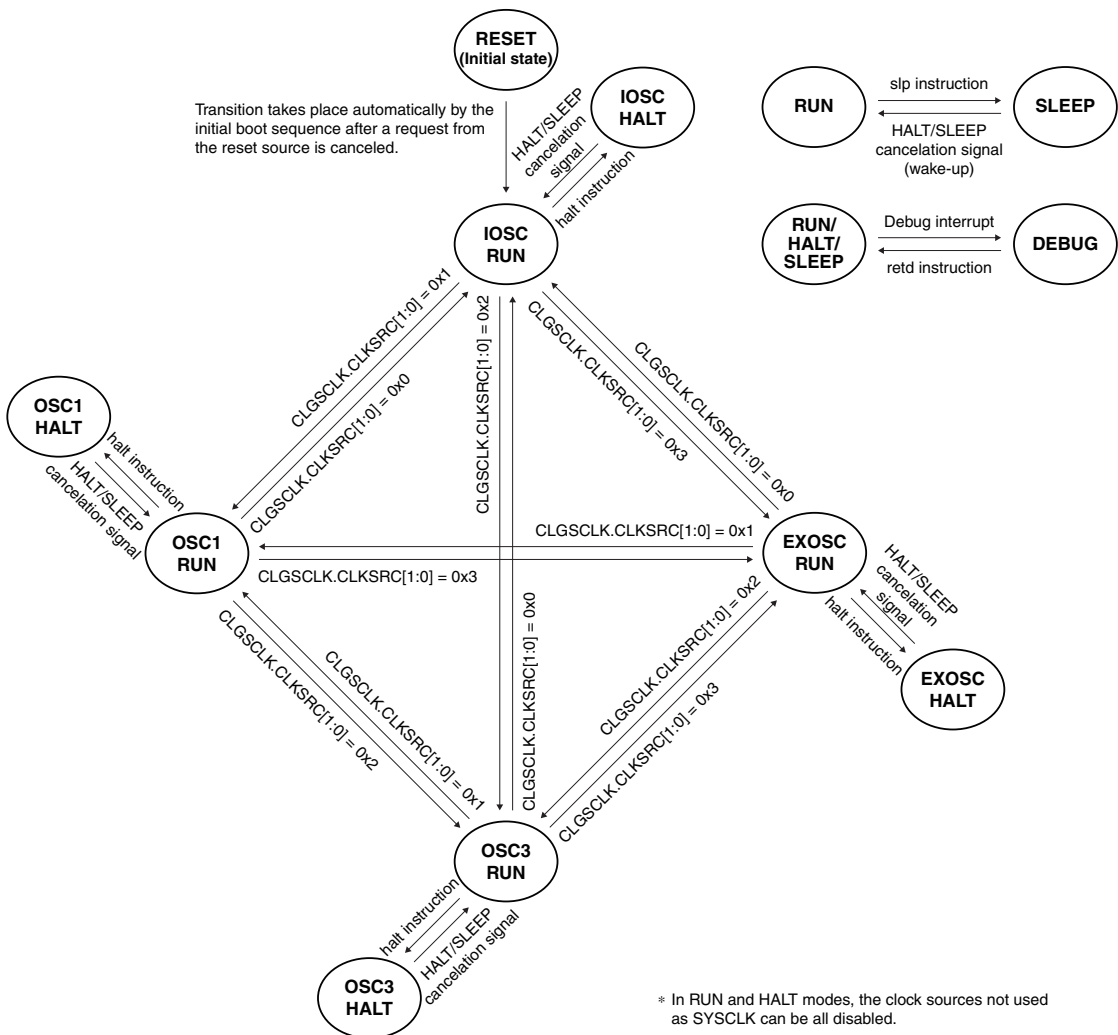 RESET
(Initial state)
Transition takes place automatically by the
initial boot sequence after a request from
the reset source is canceled.
IOSC
HALT
HALT/SLEEP
cancelation
signal
halt instruction
IOSC
RUN
RUN
slp instruction
HALT/SLEEP
cancelation signal
(wake-up)
SLEEP
RUN/
HALT/
SLEEP
Debug interrupt
retd instruction
DEBUG
CLGSCLK.CLKSRC[1:0] = 0x1
CLGSCLK.CLKSRC[1:0] = 0x0
CLGSCLK.CLKSRC[1:0] = 0x2
CLGSCLK.CLKSRC[1:0] = 0x0
CLGSCLK.CLKSRC[1:0] = 0x3
CLGSCLK.CLKSRC[1:0] = 0x0
OSC1
HALT
halt instruction
HALT/SLEEP
cancelation signal
OSC1
RUN
CLGSCLK.CLKSRC[1:0] = 0x1
CLGSCLK.CLKSRC[1:0] = 0x3
EXOSC
RUN
HALT/SLEEP
cancelation
signal
halt instruction
EXOSC
HALT
CLGSCLK.CLKSRC[1:0] = 0x1
CLGSCLK.CLKSRC[1:0] = 0x2
CLGSCLK.CLKSRC[1:0] = 0x2
CLGSCLK.CLKSRC[1:0] = 0x3
OSC3
RUN
halt instruction
HALT/SLEEP
cancelation signal
OSC3
HALT
* In RUN and HALT modes, the clock sources not used
as SYSCLK can be all disabled.